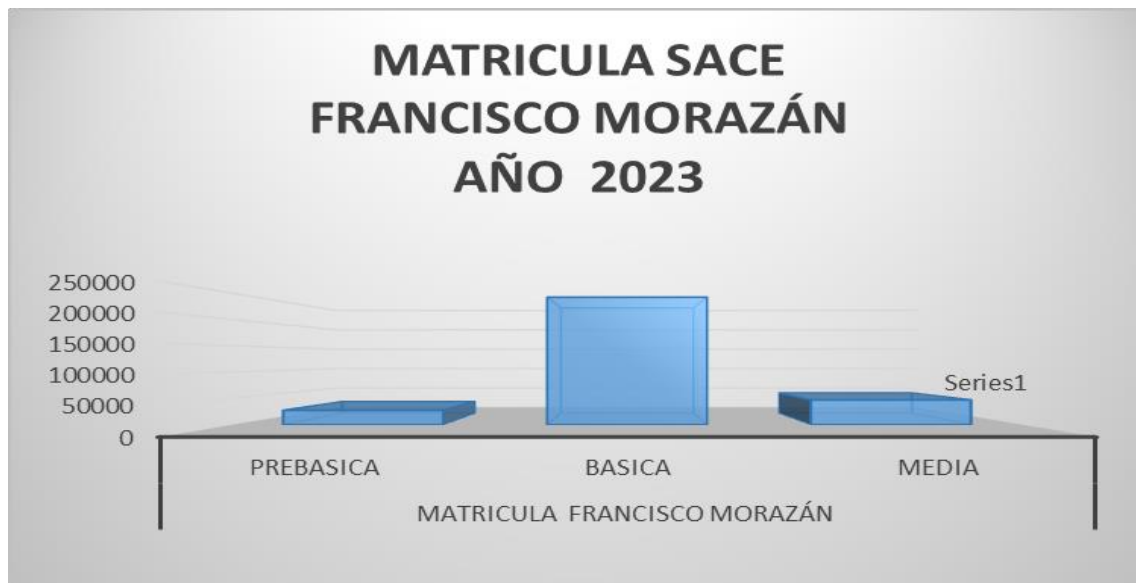 MATRICULA SACE
FRANCISCO MORAZÁN
AÑO 2023
250000
200000
150000
100000
50000
0
Series1
PREBASICA
BASICA
MEDIA
MATRICULA FRANCISCO MORAZÁN